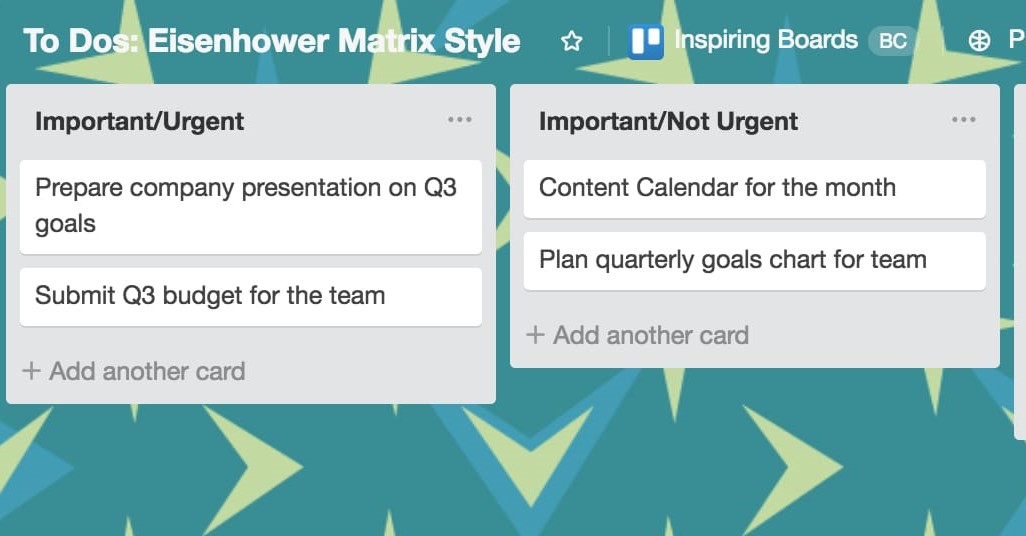 To Dos: Eisenhower Matrix Style
Inspiring Boards BC
P
Important/Urgent
Prepare company presentation on Q3
goals
Submit Q3 budget for the team
+ Add another card
Important/Not Urgent
Content Calendar for the month
Plan quarterly goals chart for team
+ Add another card